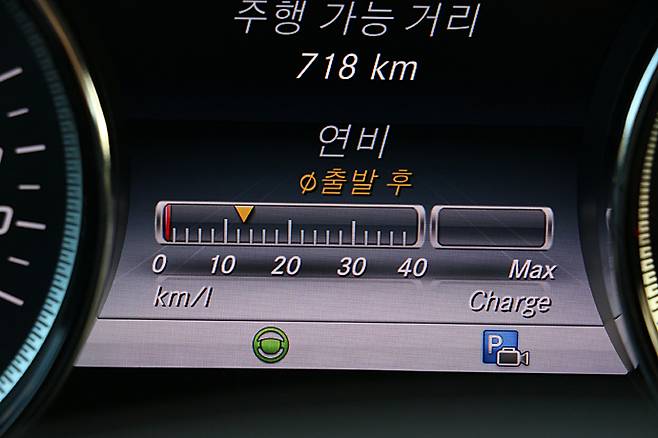 주행 가능 거리
718 km
연비
ø출발 후
0 10 20 30 40 Max
km/l Charge
P